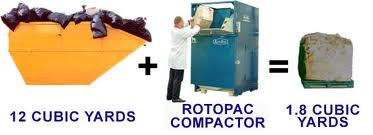 12 CUBIC YARDS
+
ROTOPAC
COMPACTOR
=
1.8 CUBIC
YARDS